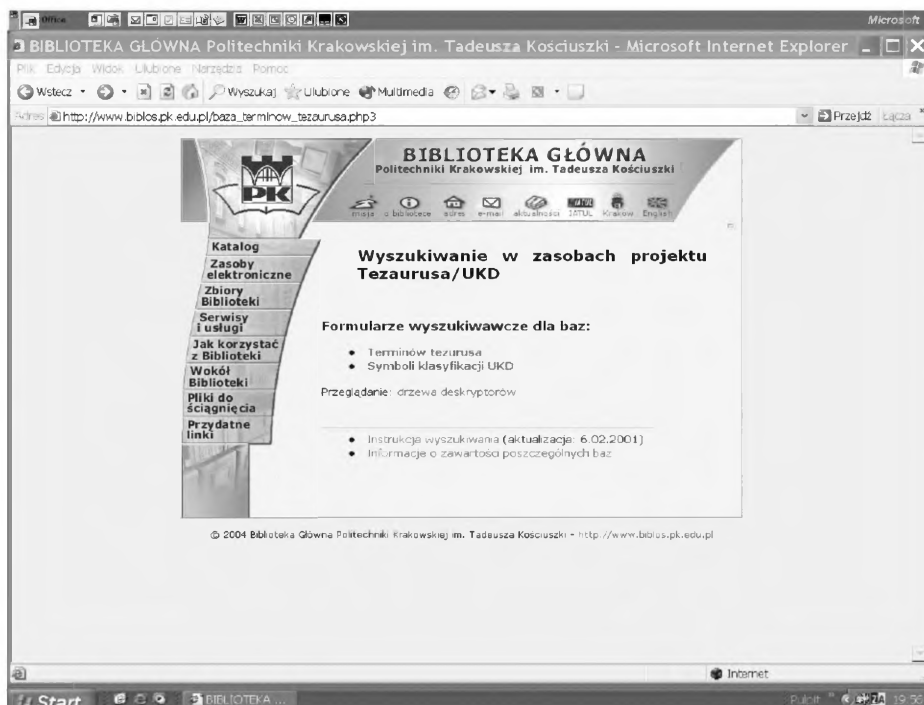 Office
Microsoft
BIBLIOTEKA GŁÓWNA Politechniki Krakowskiej im. Tadeusza Kościuszki - Microsoft Internet Explorer
Plik Edycja Widok Ulubione Narzędzia Pomoc
Wstecz Wyszukaj Ulubione Multimedia
Adres http://www.biblos.pk.edu.pl/baza_terminow_tezaurusa.php3 Przejdź Łącza
PK
BIBLIOTEKA GŁÓWNA
Politechniki Krakowskiej im. Tadeusza Kościuszki
mapa o bibliotece adres e-mail aktualności IATUL Kraków English
Katalog
Zasoby
elektroniczne
Zbiory
Biblioteki
Serwisy
i usługi
Jak korzystać
z Biblioteki
Wokół
Biblioteki
Pliki do
ściągnięcia
Przydatne
linki
Wyszukiwanie w zasobach projektu
Tezaurusa/UKD
Formularze wyszukiwawcze dla baz:
Terminów tezurusa
Symboli klasyfikacji UKD
Przeglądanie: drzewa deskryptorów
Instrukcja wyszukiwania (aktualizacja: 6.02.2001)
Informacje o zawartości poszczególnych baz
© 2004 Biblioteka Główna Politechniki Krakowskiej im. Tadeusza Kościuszki - http://www.biblos.pk.edu.pl
Internet
Start BIBLIOTEKA ... Pulpit 19:56